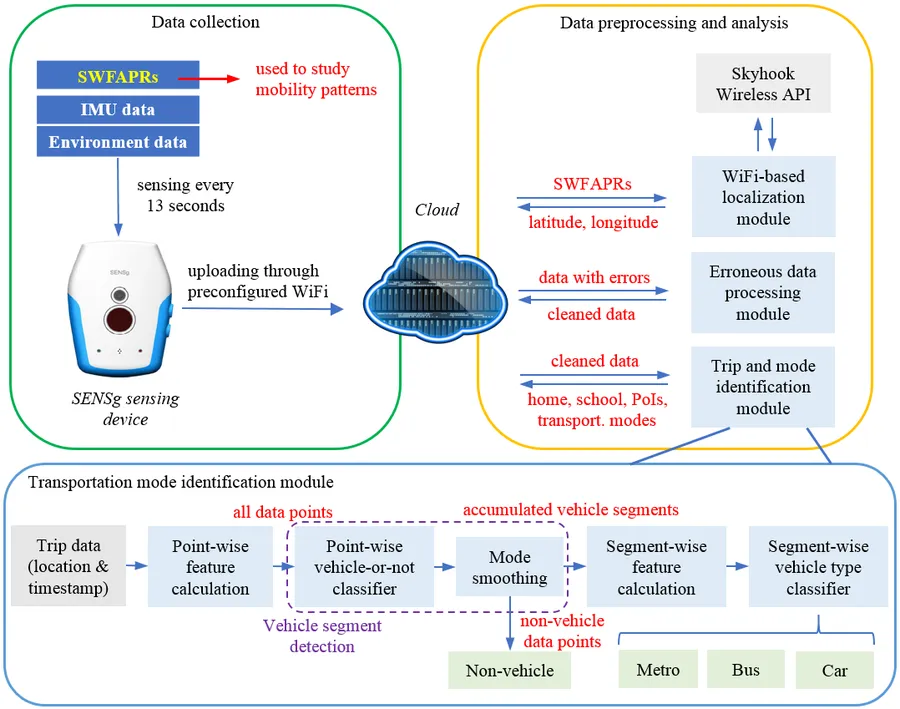 Data collection
SWFAPRs
used to study
mobility patterns
IMU data
Environment data
sensing every
13 seconds
SENSg
uploading through
preconfigured WiFi
SENSg sensing
device
Cloud
Data preprocessing and analysis
Skyhook
Wireless API
SWFAPRs
latitude, longitude
WiFi-based
localization
module
data with errors
cleaned data
Erroneous data
processing
module
cleaned data
home, school, PoIs,
transport. modes
Trip and mode
identification
module
Transportation mode identification module
all data points
accumulated vehicle segments
Trip data
(location &
timestamp)
Point-wise
feature
calculation
Point-wise
vehicle-or-not
classifier
Mode
smoothing
Segment-wise
feature
calculation
Segment-wise
vehicle type
classifier
Vehicle segment
detection
non-vehicle
data points
Non-vehicle
Metro
Bus
Car